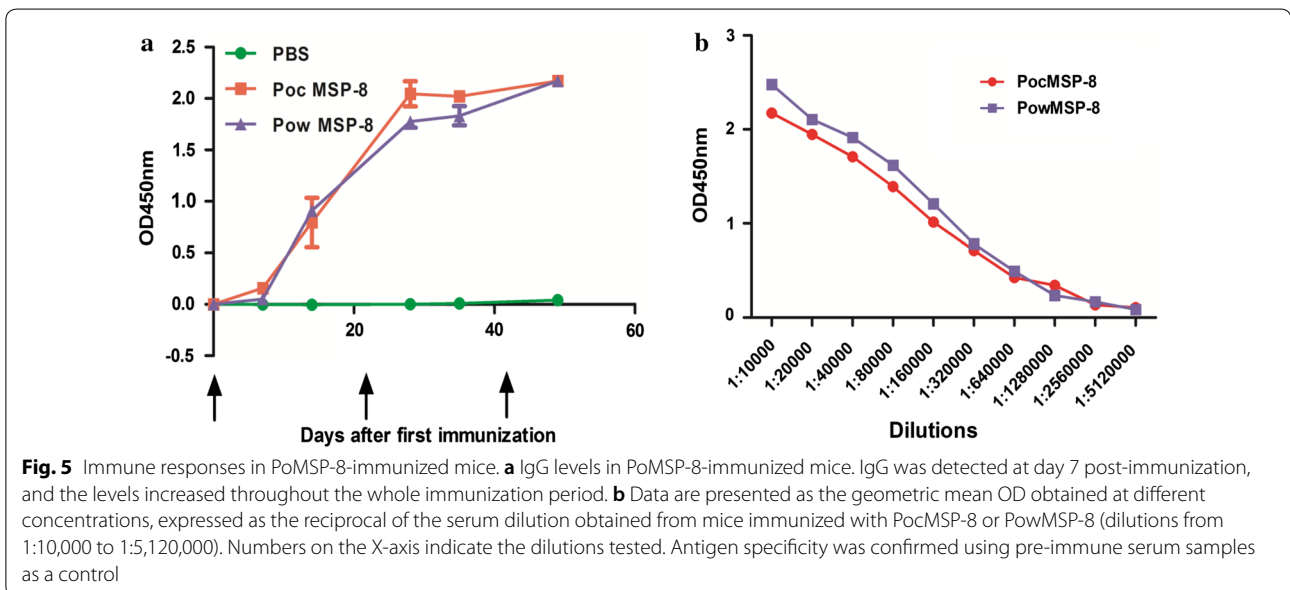 a
2.5
2.0
1.5
1.0
0.5
0.0
-0.5
OD450nm
PBS
Poc MSP-8
Pow MSP-8
20
40
60
Days after first immunization
b
3
2
1
0
OD450nm
PocMSP-8
PowMSP-8
1:10000
1:20000
1:40000
1:80000
1:160000
1:320000
1:640000
1:1280000
1:2560000
1:5120000
Dilutions
Fig. 5 Immune responses in PoMSP-8-immunized mice. a IgG levels in PoMSP-8-immunized mice. IgG was detected at day 7 post-immunization,
and the levels increased throughout the whole immunization period. b Data are presented as the geometric mean OD obtained at different
concentrations, expressed as the reciprocal of the serum dilution obtained from mice immunized with PocMSP-8 or PowMSP-8 (dilutions from
1:10,000 to 1:5,120,000). Numbers on the X-axis indicate the dilutions tested. Antigen specificity was confirmed using pre-immune serum samples
as a control